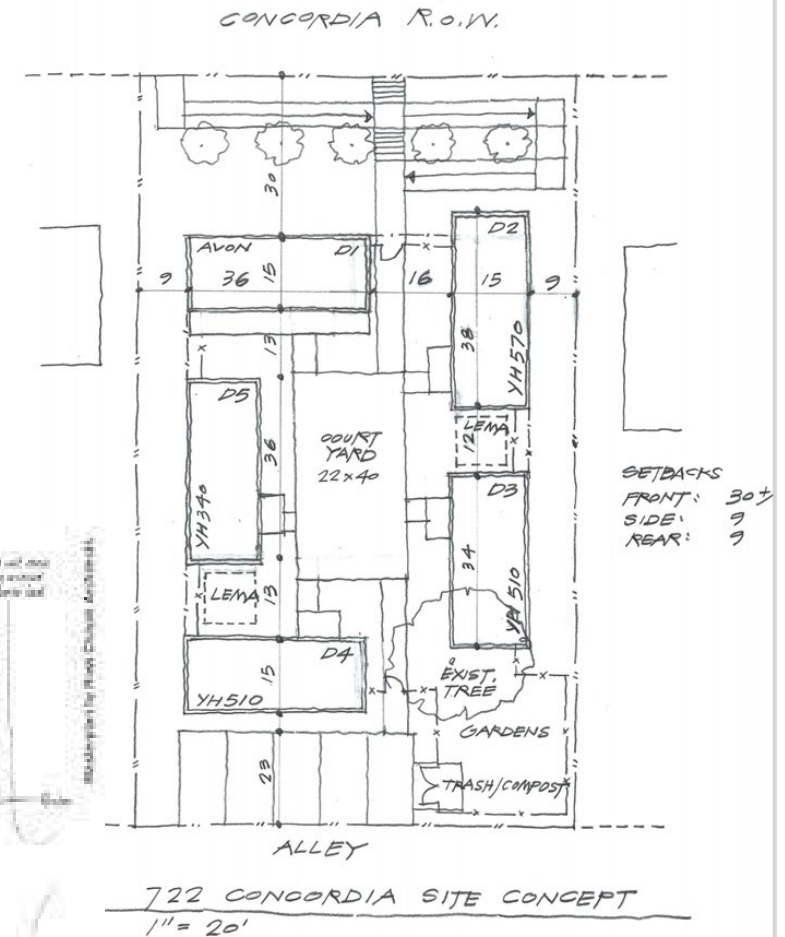 CONCORDIA R.O.W.
30
AVON
D1
D2
9
36
15
16
15
9
38
YH570
13
D5
LEMA
12
36
COURT
YARD
22x40
D3
SETBACKS
FRONT: 30±
SIDE: 9
REAR: 9
YH340
34
YH510
LEMA
13
D4
15
YH510
EXIST.
TREE
GARDENS
23
TRASH/COMPOST
ALLEY
722 CONCORDIA SITE CONCEPT
1" = 20'